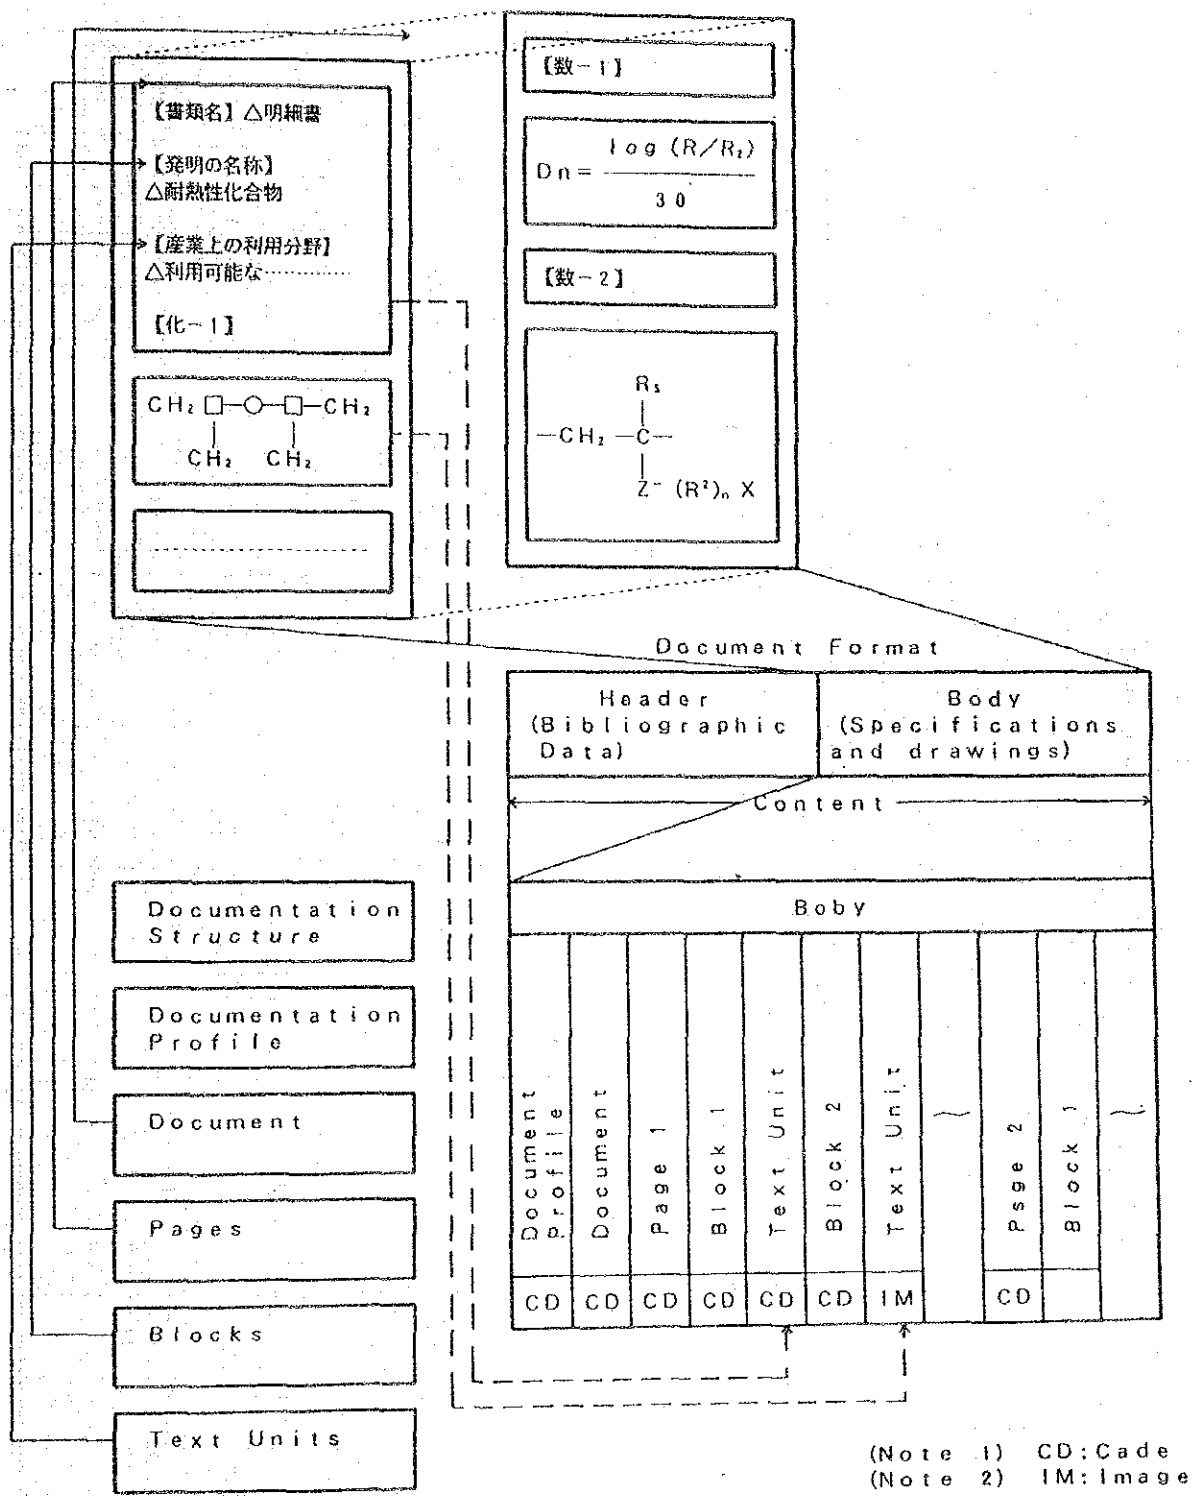 【書類名】△明細書
【発明の名称】
△耐熱性化合物
【産業上の利用分野】
△利用可能な…………
【化-1】
CH₂ □-○-□-CH₂
CH₂ CH₂
【数-1】
Dn= log (R/R₂)
30
【数-2】
R₅
-CH₂ -C-
Z- (R²)ₙ X
Document Format
Header
(Bibliographic
Data)
Body
(Specifications
and drawings)
Content
Boby
Document
Profile
Document
Page 1
Block 1
Text Unit
Block 2
Text Unit
Psge 2
Block 1
CD
CD
CD
CD
CD
CD
IM
CD
Documentation
Structure
Documentation
Profile
Document
Pages
Blocks
Text Units
(Note 1) CD:Cade
(Note 2) IM:Image